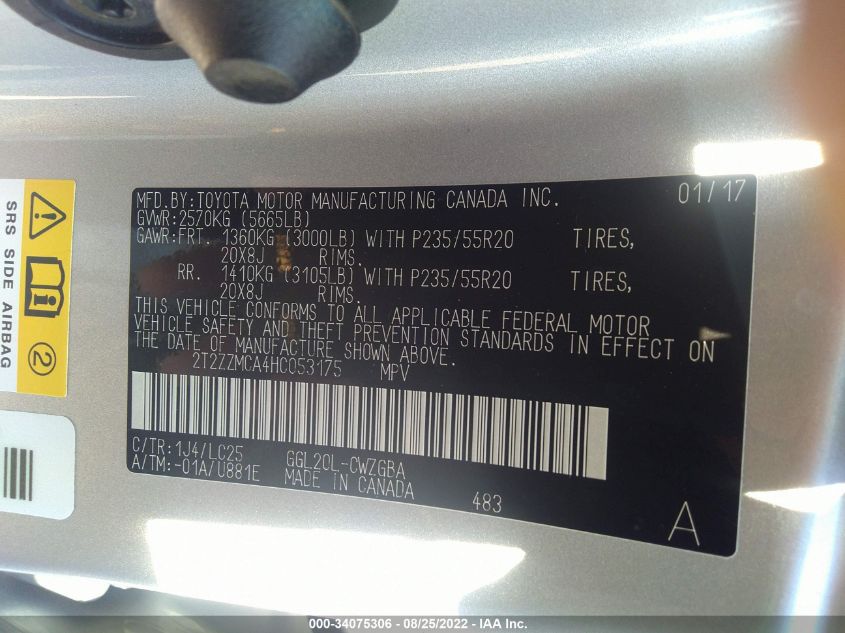 MFD.BY:TOYOTA MOTOR MANUFACTURING CANADA INC. 01/17
GVWR:2570KG (5665LB)
GAWR:FRT. 1360KG (3000LB) WITH P235/55R20 TIRES,
20X8J RIMS.
RR. 1410KG (3105LB) WITH P235/55R20 TIRES,
20X8J RIMS.
THIS VEHICLE CONFORMS TO ALL APPLICABLE FEDERAL MOTOR
VEHICLE SAFETY AND THEFT PREVENTION STANDARDS IN EFFECT ON
THE DATE OF MANUFACTURE SHOWN ABOVE.
2T2ZZMCA4HC053175 MPV
C/TR:1J4/LC25 GGL20L-CWZGBA
A/TM:-01A/U881E MADE IN CANADA 483
A
SRS SIDE AIRBAG
2
000-34075306 - 08/25/2022 - IAA Inc.